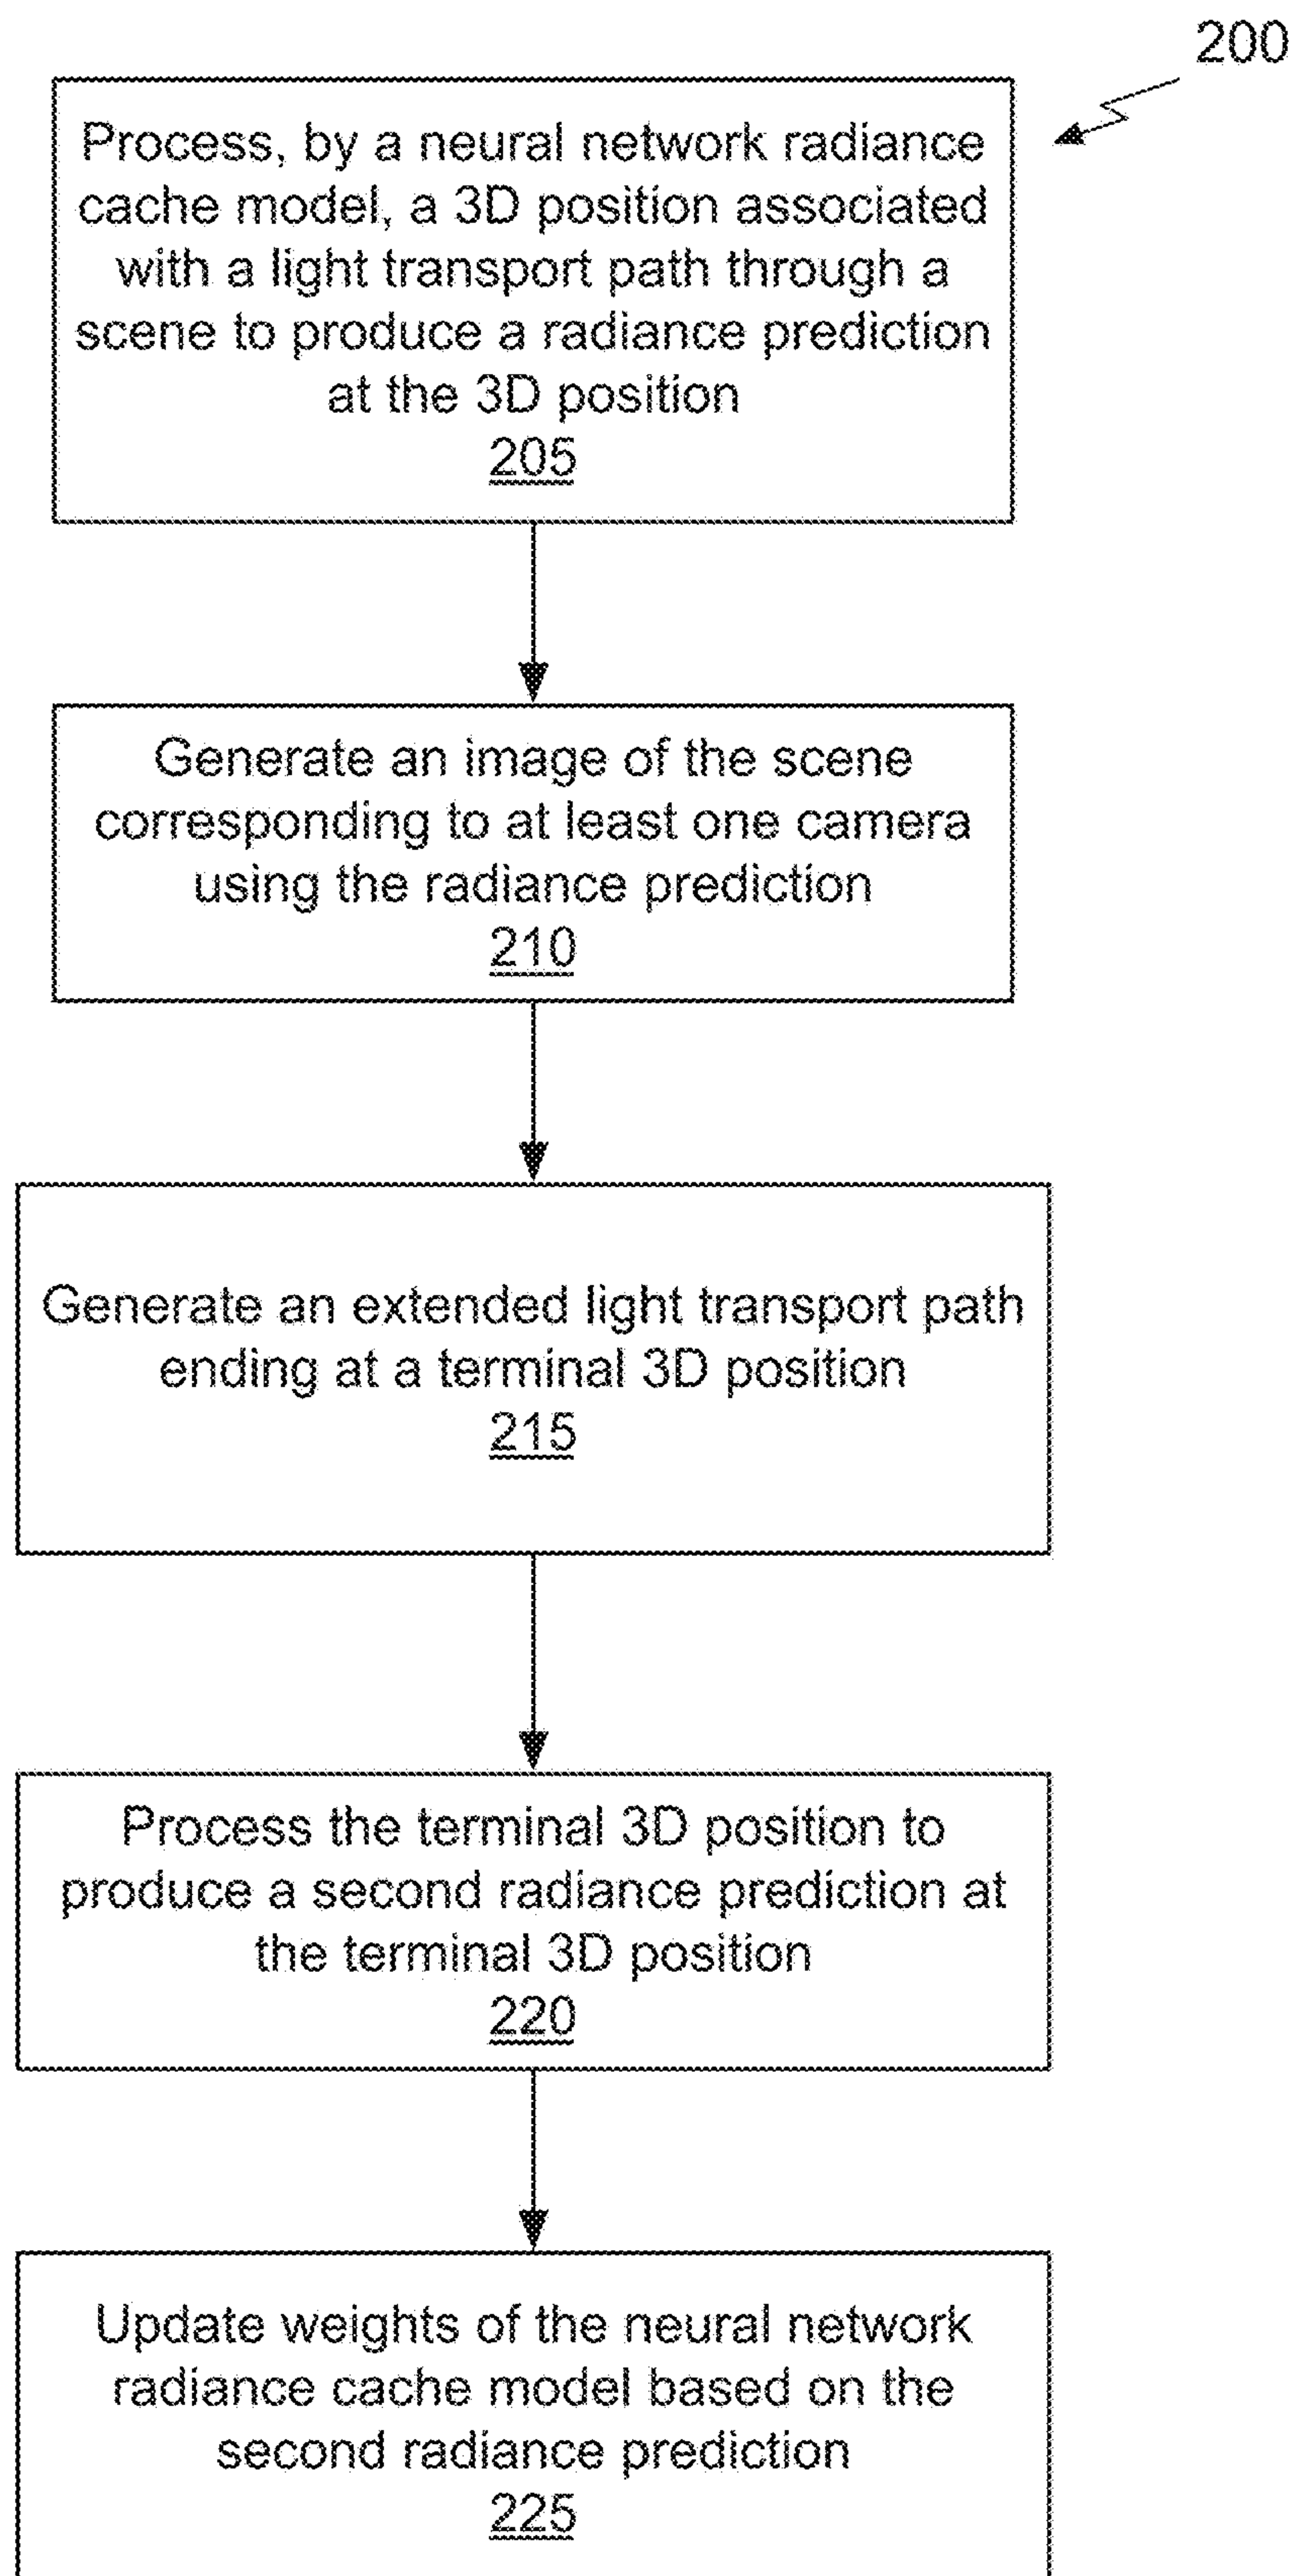 200
Process, by a neural network radiance
cache model, a 3D position associated
with a light transport path through a
scene to produce a radiance prediction
at the 3D position
205
Generate an image of the scene
corresponding to at least one camera
using the radiance prediction
210
Generate an extended light transport path
ending at a terminal 3D position
215
Process the terminal 3D position to
produce a second radiance prediction at
the terminal 3D position
220
Update weights of the neural network
radiance cache model based on the
second radiance prediction
225